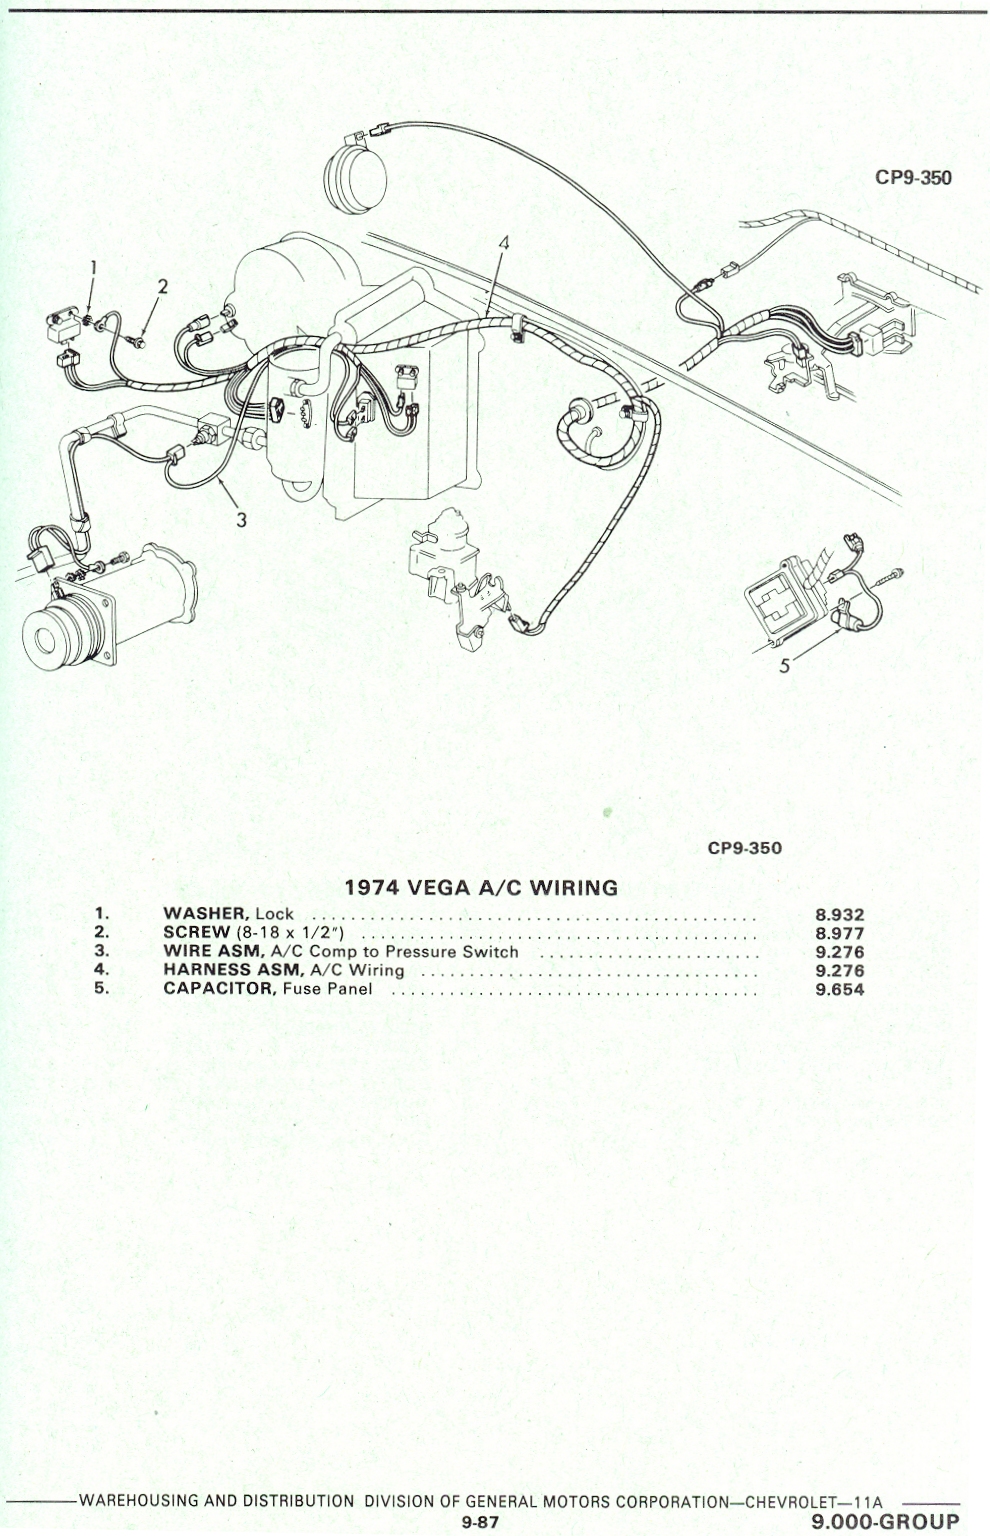 CP9-350
4
1
2
3
5
CP9-350
1974 VEGA A/C WIRING
1. WASHER, Lock .......... 8.932
2. SCREW (8-18 x 1/2") .......... 8.977
3. WIRE ASM, A/C Comp to Pressure Switch .......... 9.276
4. HARNESS ASM, A/C Wiring .......... 9.276
5. CAPACITOR, Fuse Panel .......... 9.654
WAREHOUSING AND DISTRIBUTION DIVISION OF GENERAL MOTORS CORPORATION—CHEVROLET—11A
9-87
9.000-GROUP